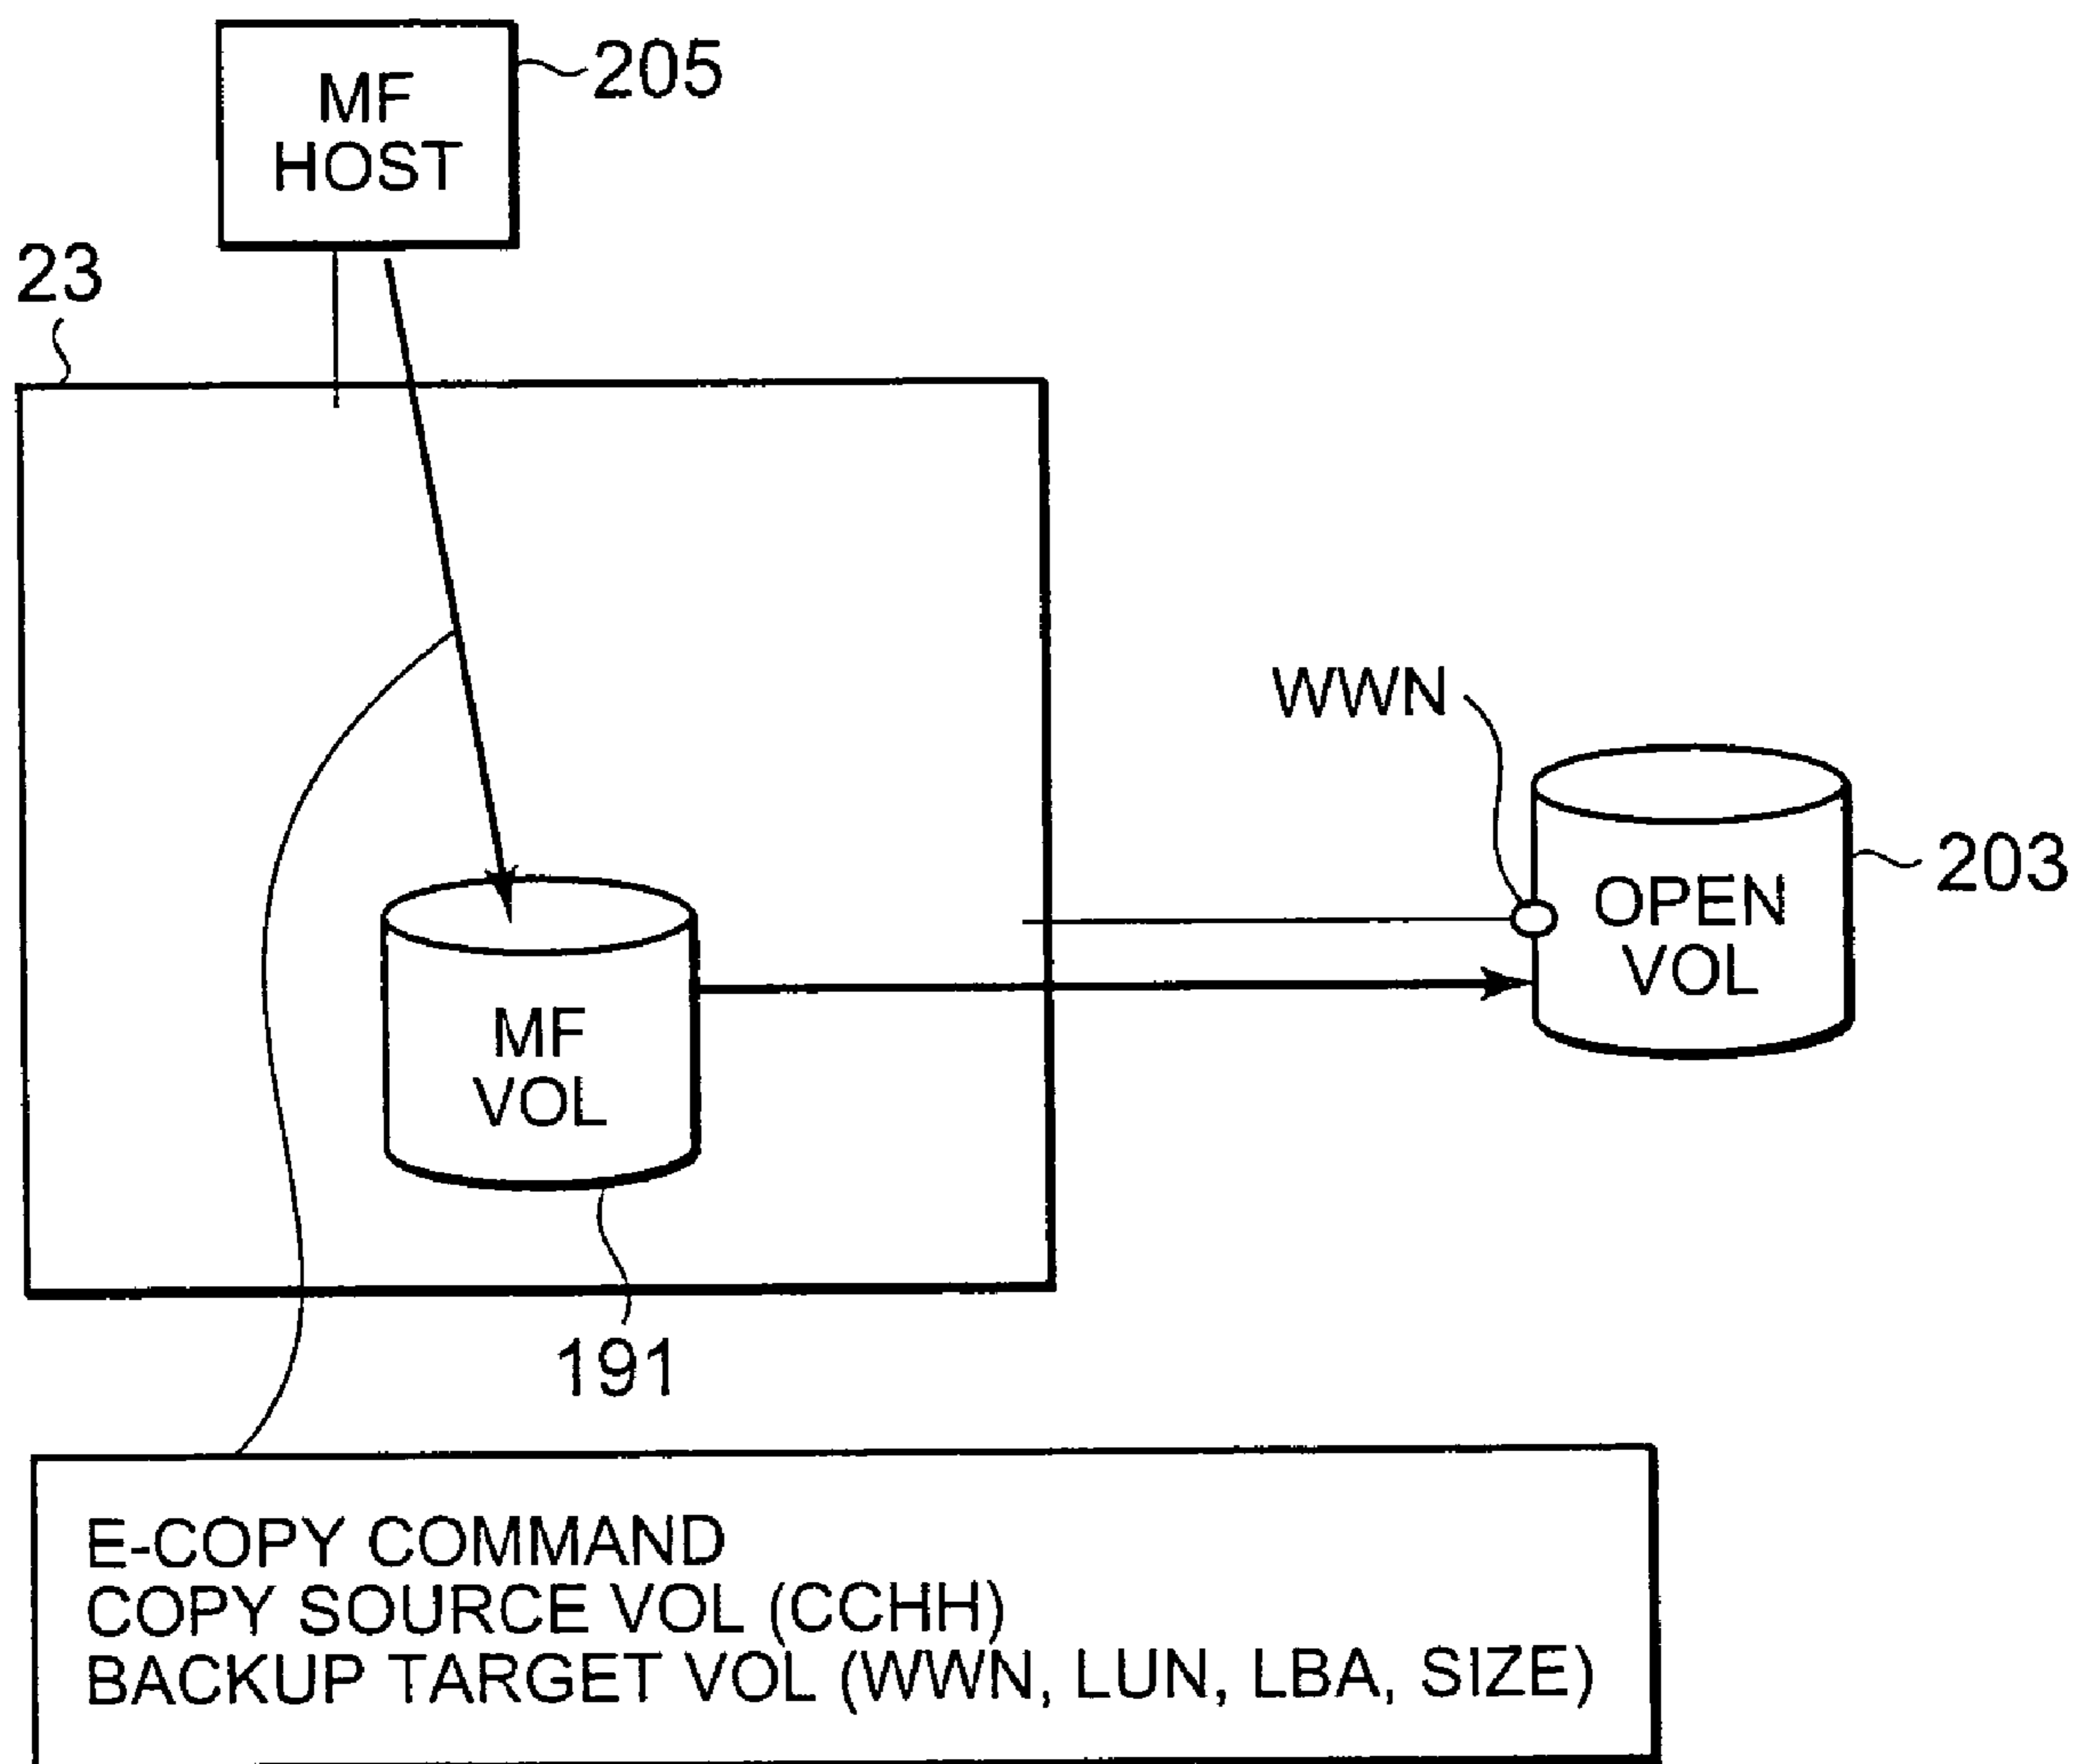 MF
HOST
205
23
WWN
OPEN
VOL
203
MF
VOL
191
E-COPY COMMAND
COPY SOURCE VOL (CCHH)
BACKUP TARGET VOL (WWN, LUN, LBA, SIZE)